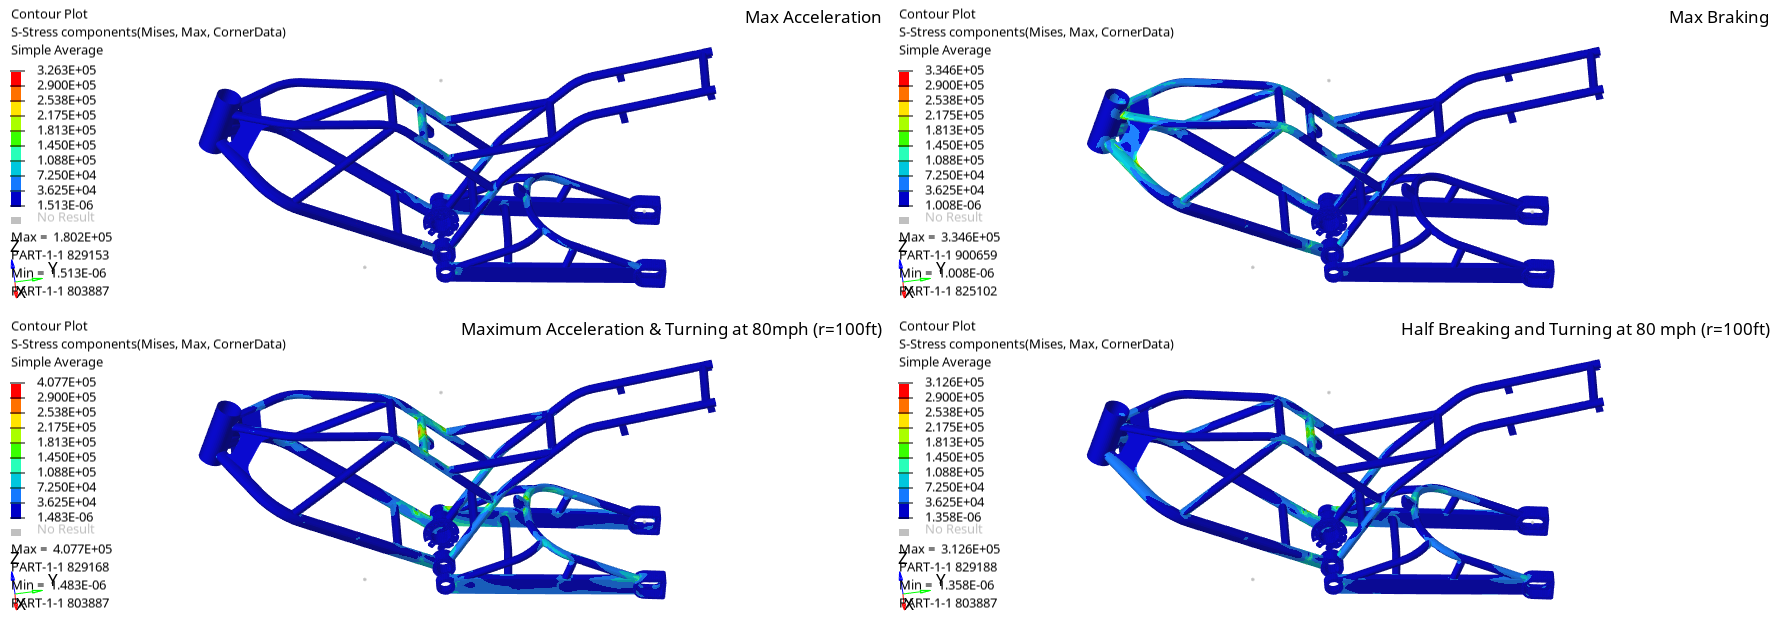 Contour Plot
S-Stress components(Mises, Max, CornerData)
Simple Average
3.263E+05
2.900E+05
2.538E+05
2.175E+05
1.813E+05
1.450E+05
1.088E+05
7.250E+04
3.625E+04
1.513E-06
No Result
Max = 1.802E+05
PART-1-1 829153
Min = 1.513E-06
PART-1-1 803887
Z
Y
X
Max Acceleration
Contour Plot
S-Stress components(Mises, Max, CornerData)
Simple Average
3.346E+05
2.900E+05
2.538E+05
2.175E+05
1.813E+05
1.450E+05
1.088E+05
7.250E+04
3.625E+04
1.008E-06
No Result
Max = 3.346E+05
PART-1-1 900659
Min = 1.008E-06
PART-1-1 825102
Z
Y
X
Max Braking
Contour Plot
S-Stress components(Mises, Max, CornerData)
Simple Average
4.077E+05
2.900E+05
2.538E+05
2.175E+05
1.813E+05
1.450E+05
1.088E+05
7.250E+04
3.625E+04
1.483E-06
No Result
Max = 4.077E+05
PART-1-1 829168
Min = 1.483E-06
PART-1-1 803887
Z
Y
X
Maximum Acceleration & Turning at 80mph (r=100ft)
Contour Plot
S-Stress components(Mises, Max, CornerData)
Simple Average
3.126E+05
2.900E+05
2.538E+05
2.175E+05
1.813E+05
1.450E+05
1.088E+05
7.250E+04
3.625E+04
1.358E-06
No Result
Max = 3.126E+05
PART-1-1 829188
Min = 1.358E-06
PART-1-1 803887
Z
Y
X
Half Breaking and Turning at 80 mph (r=100ft)